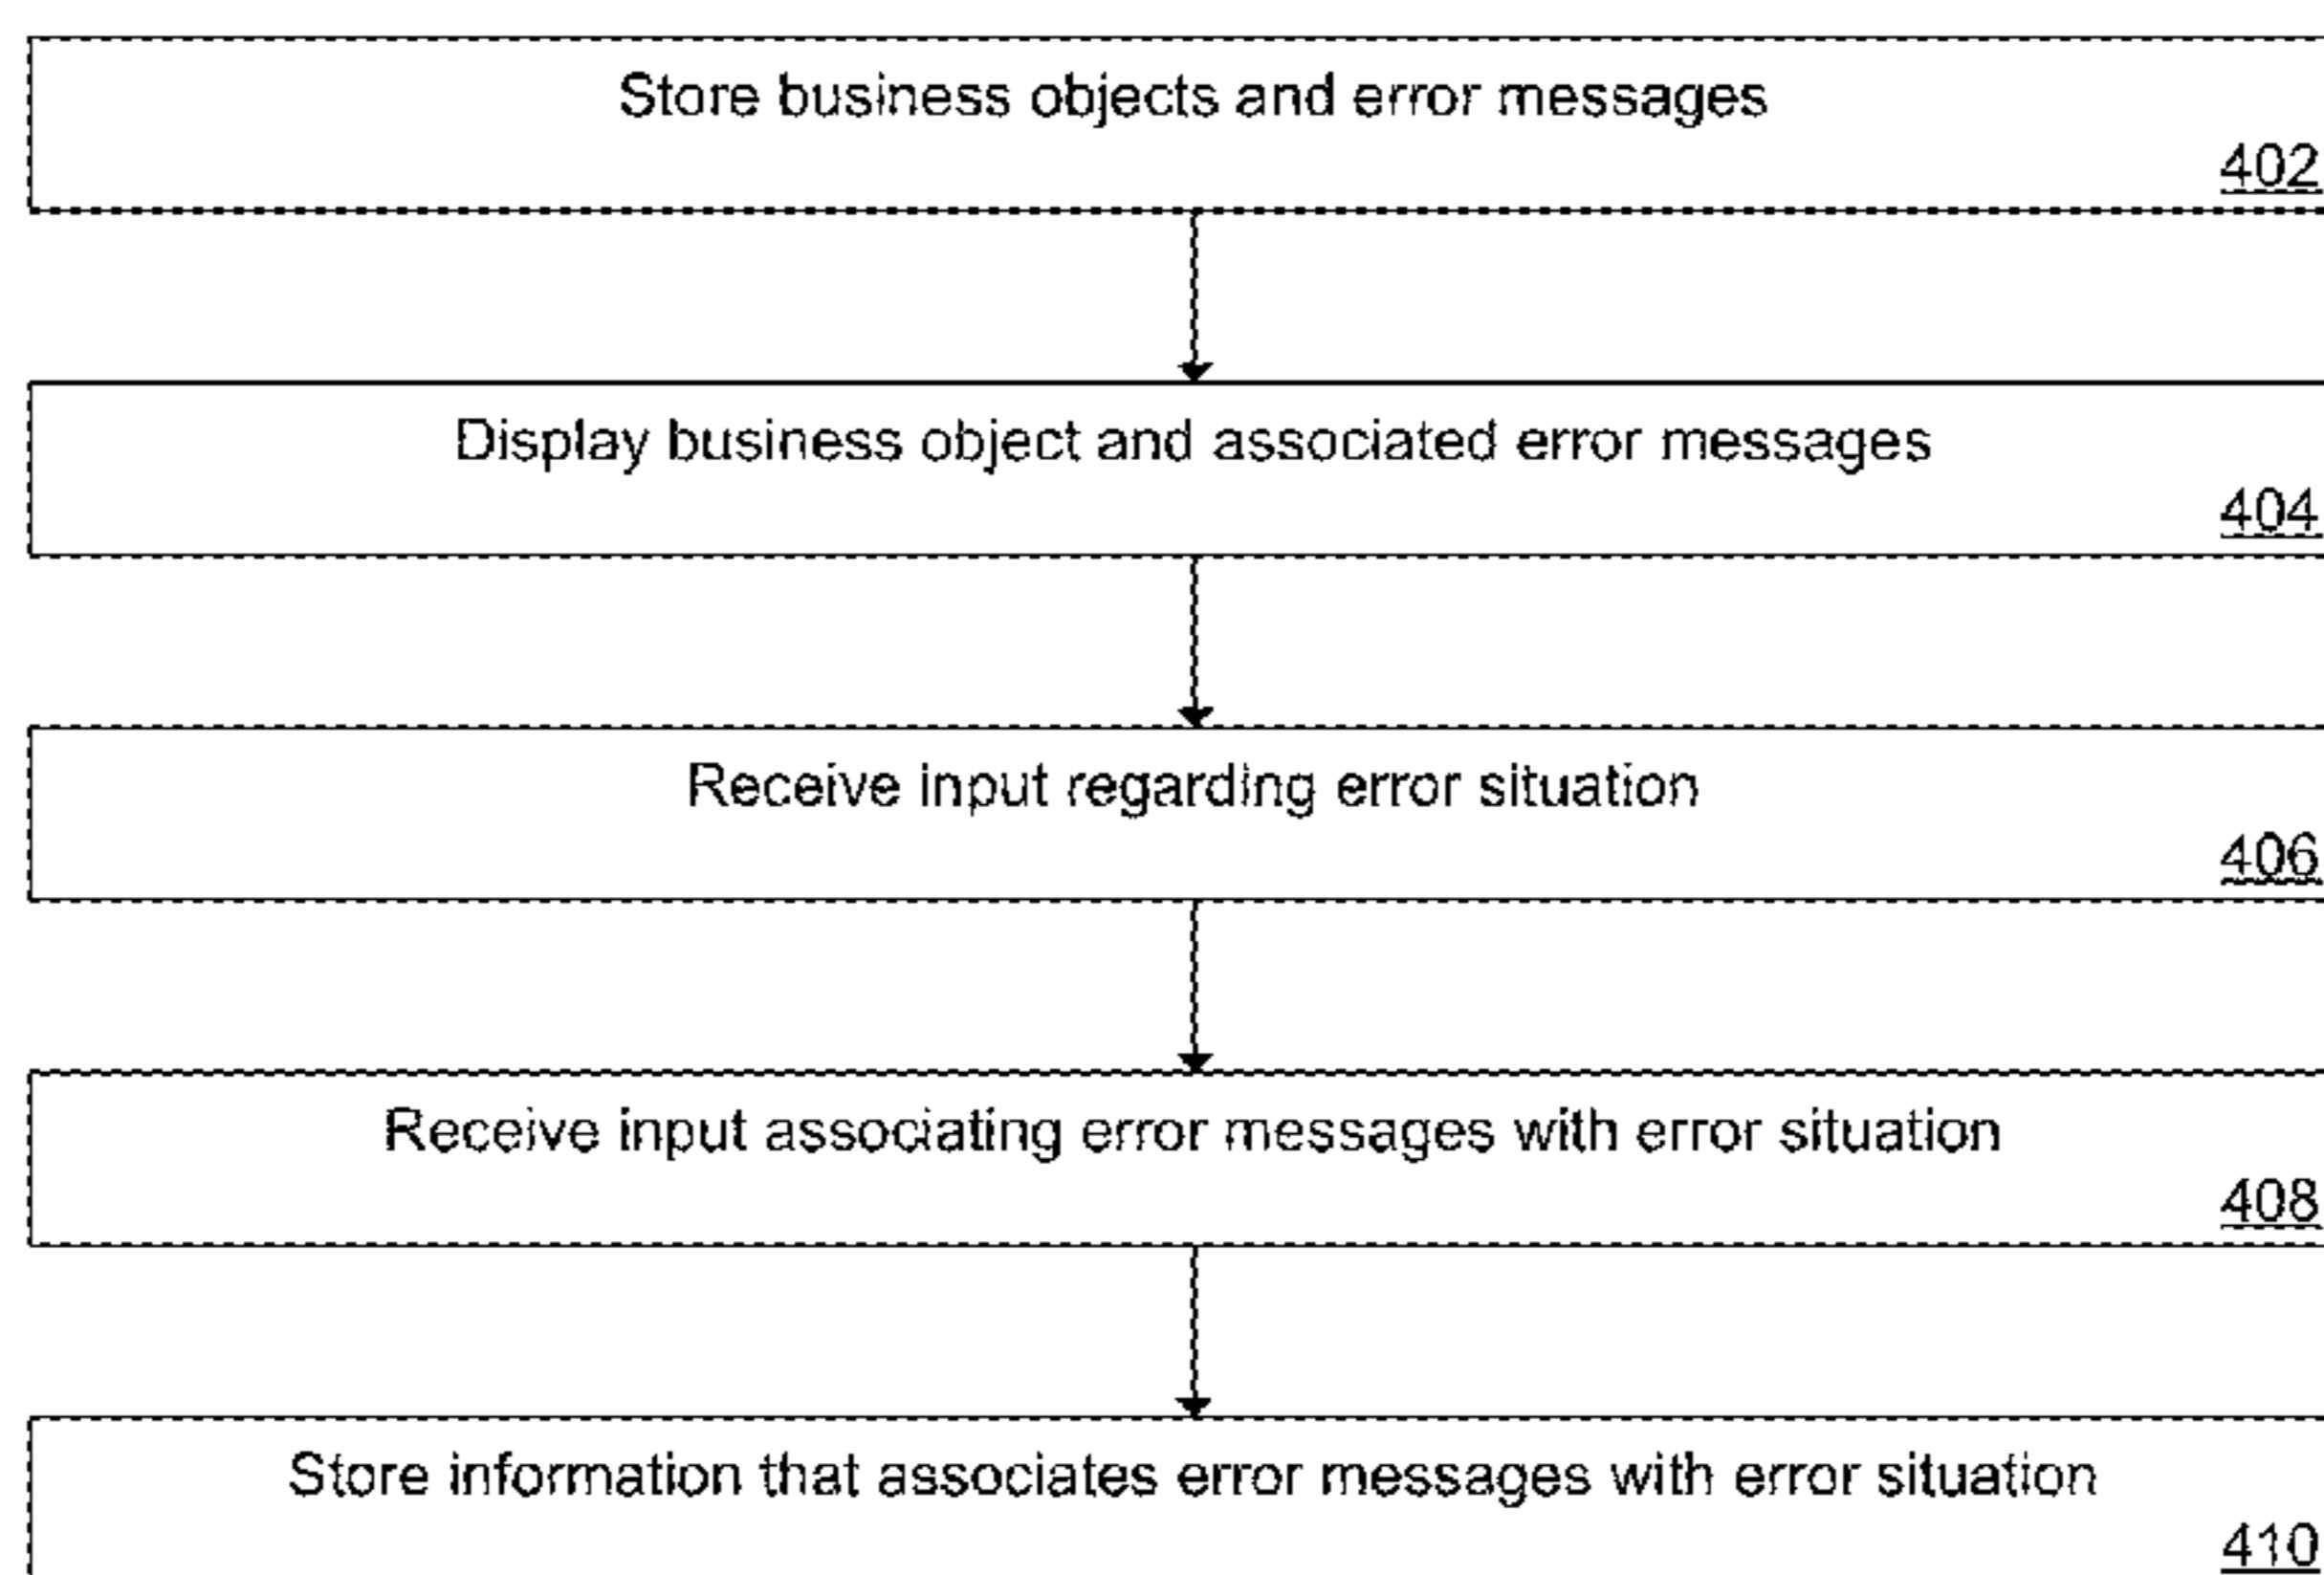 Store business objects and error messages
402
Display business object and associated error messages
404
Receive input regarding error situation
406
Receive input associating error messages with error situation
408
Store information that associates error messages with error situation
410